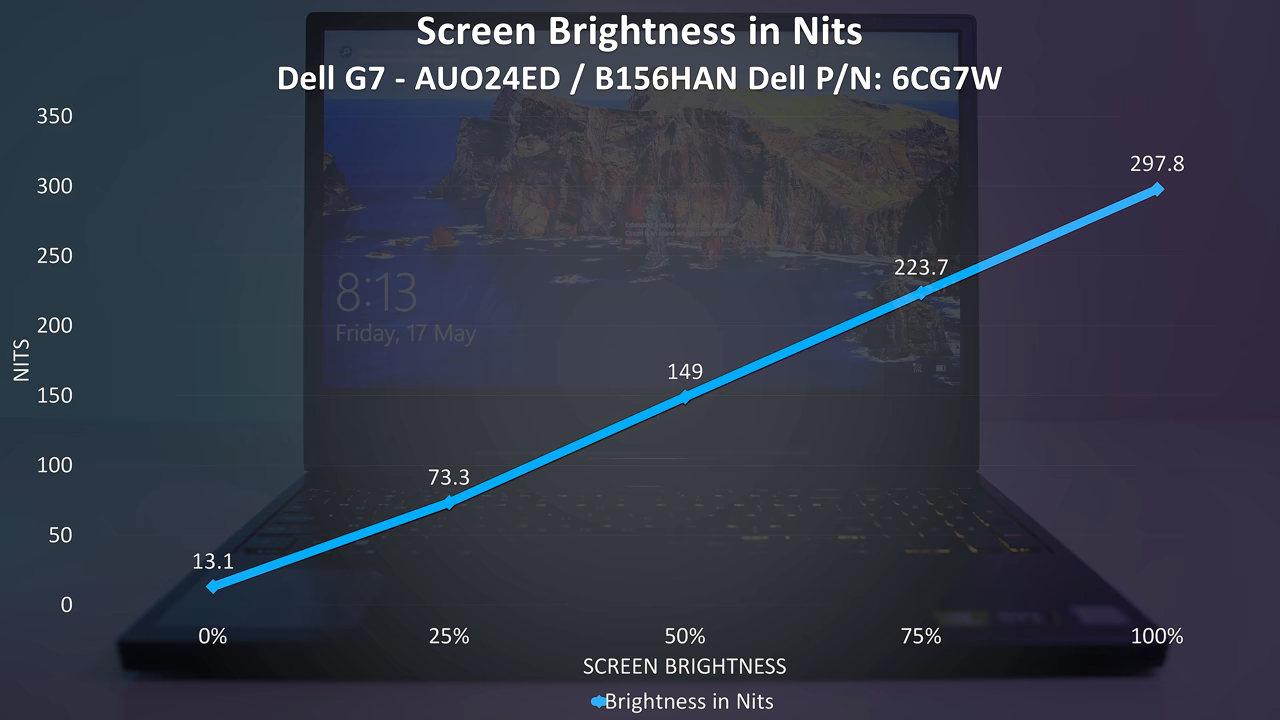 Screen Brightness in Nits
Dell G7 - AUO24ED / B156HAN Dell P/N: 6CG7W
350
300
250
200
150
100
50
0
NITS
297.8
223.7
149
73.3
13.1
8:13
Friday, 17 May
0% 25% 50% 75% 100%
SCREEN BRIGHTNESS
Brightness in Nits